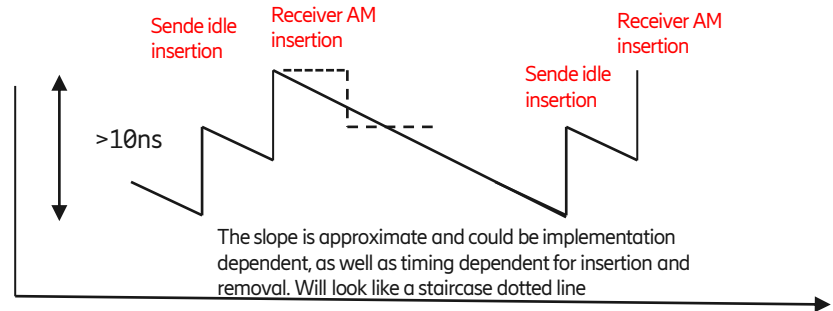 Sende idle
insertion
Receiver AM
insertion
Receiver AM
insertion
Sende idle
insertion
>10ns
The slope is approximate and could be implementation
dependent, as well as timing dependent for insertion and
removal. Will look like a staircase dotted line